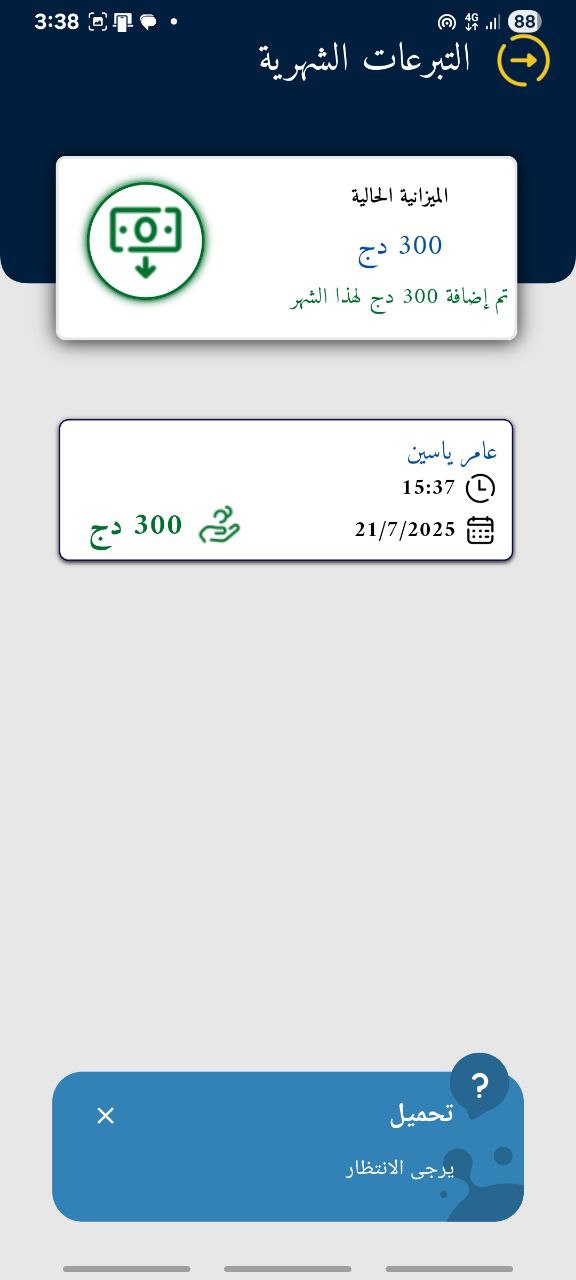 3:38
4G
88
التبرعات الشهرية
الميزانية الحالية
300 دج
تم إضافة 300 دج لهذا الشهر
عامر ياسين
15:37
21/7/2025
300 دج
?
تحميل
يرجى الانتظار